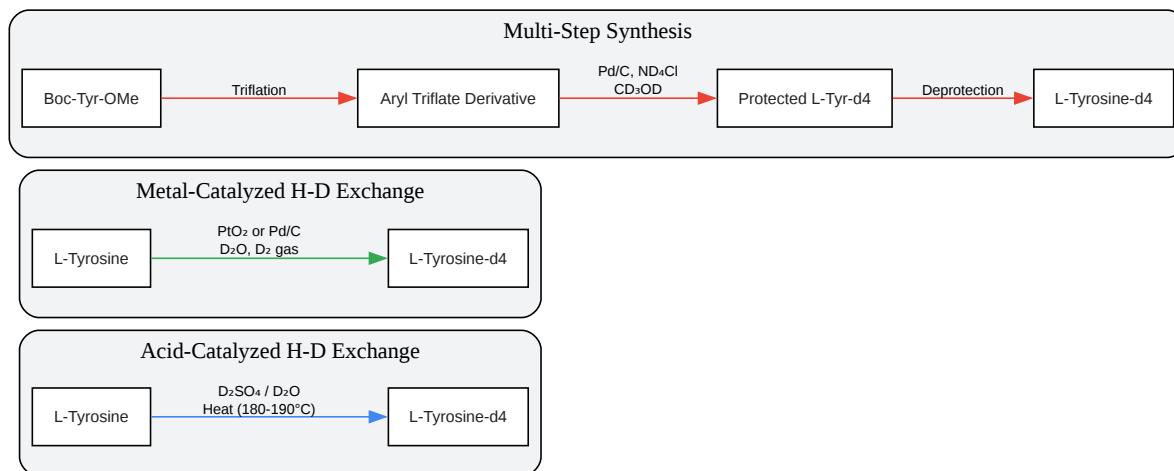 Multi-Step Synthesis
Boc-Tyr-OMe
Triflation
Aryl Triflate Derivative
Pd/C, ND₄Cl
CD₃OD
Protected L-Tyr-d4
Deprotection
L-Tyrosine-d4
Metal-Catalyzed H-D Exchange
L-Tyrosine
PtO₂ or Pd/C
D₂O, D₂ gas
L-Tyrosine-d4
Acid-Catalyzed H-D Exchange
L-Tyrosine
D₂SO₄ / D₂O
Heat (180-190°C)
L-Tyrosine-d4